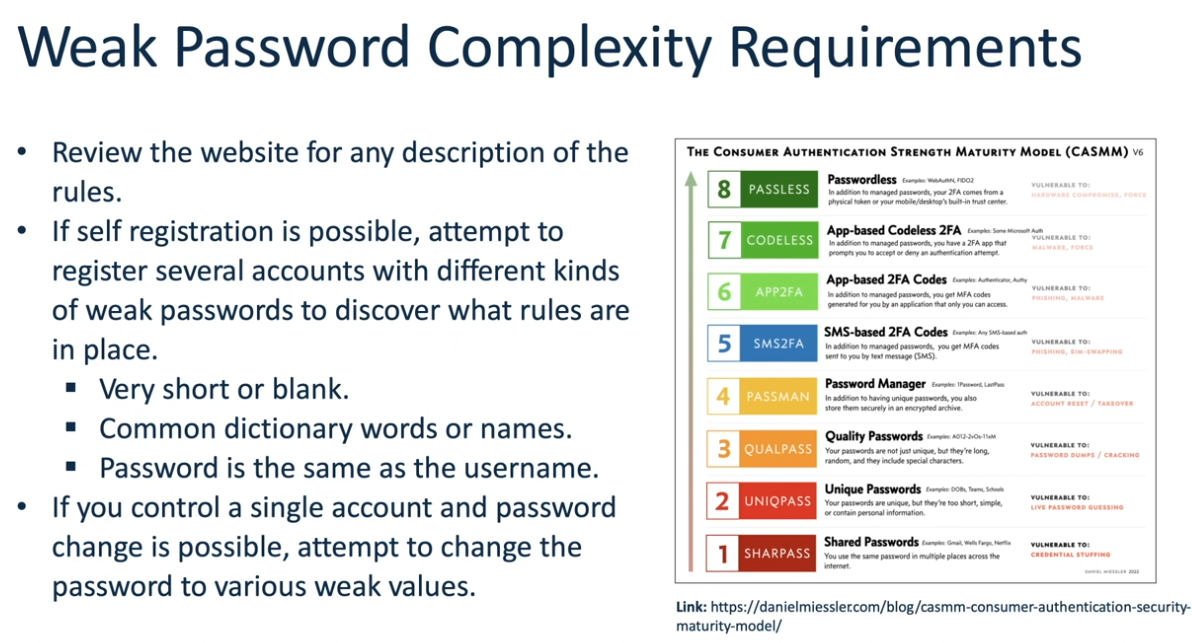 Weak Password Complexity Requirements
• Review the website for any description of the
rules.
• If self registration is possible, attempt to
register several accounts with different kinds
of weak passwords to discover what rules are
in place.
▪ Very short or blank.
▪ Common dictionary words or names.
▪ Password is the same as the username.
• If you control a single account and password
change is possible, attempt to change the
password to various weak values.
THE CONSUMER AUTHENTICATION STRENGTH MATURITY MODEL (CASMM) V6
8 PASSLESS
Passwordless Examples: WebAuthN, FIDO2
In addition to managed passwords, your 2FA comes from a
physical token or your mobile/desktop's built-in trust center.
VULNERABLE TO:
HARDWARE COMPROMISE, FORCE
7 CODELESS
App-based Codeless 2FA Examples: Some Microsoft Auth
In addition to managed passwords, you have a 2FA app that
prompts you to accept or deny an authentication attempt.
VULNERABLE TO:
MALWARE, FORCE
6 APP2FA
App-based 2FA Codes Examples: Authenticator, Authy
In addition to managed passwords, you get MFA codes
generated for you by an application that only you can access.
VULNERABLE TO:
PHISHING, MALWARE
5 SMS2FA
SMS-based 2FA Codes Examples: Any SMS-based auth
In addition to managed passwords, you get MFA codes
sent to you by text message (SMS).
VULNERABLE TO:
PHISHING, SIM-SWAPPING
4 PASSMAN
Password Manager Examples: 1Password, LastPass
In addition to having unique passwords, you also
store them securely in an encrypted archive.
VULNERABLE TO:
ACCOUNT RESET / TAKEOVER
3 QUALPASS
Quality Passwords Examples: A012-2vOs-11xM
Your passwords are not just unique, but they're long,
random, and they include special characters.
VULNERABLE TO:
PASSWORD DUMPS / CRACKING
2 UNIQPASS
Unique Passwords Examples: DOBs, Teams, Schools
Your passwords are unique, but they're too short, simple,
or contain personal information.
VULNERABLE TO:
LIVE PASSWORD GUESSING
1 SHARPASS
Shared Passwords Examples: Gmail, Wells Fargo, Netflix
You use the same password in multiple places across the
internet.
VULNERABLE TO:
CREDENTIAL STUFFING
DANIEL MIESSLER 2022
Link: https://danielmiessler.com/blog/casmm-consumer-authentication-security-
maturity-model/